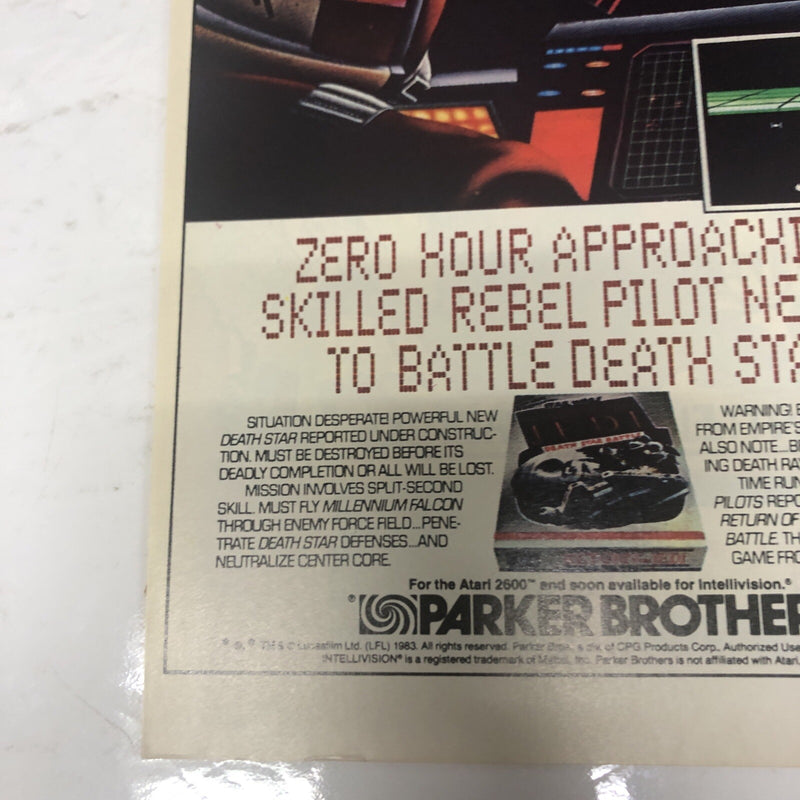 ZERO HOUR APPROACHI
SKILLED REBEL PILOT NE
TO BATTLE DEATH STA
SITUATION DESPERATE! POWERFUL NEW
DEATH STAR REPORTED UNDER CONSTRUC-
TION. MUST BE DESTROYED BEFORE ITS
DEADLY COMPLETION OR ALL WILL BE LOST.
MISSION INVOLVES SPLIT-SECOND
SKILL. MUST FLY MILLENNIUM FALCON
THROUGH ENEMY FORCE FIELD...PENE-
TRATE DEATH STAR DEFENSES...AND
NEUTRALIZE CENTER CORE.
JEDI
DEATH STAR BATTLE
WARNING! E
FROM EMPIRE'S
ALSO NOTE...B
ING DEATH RA
TIME RUN
PILOTS REPO
RETURN OF
BATTLE. TH
GAME FRO
For the Atari 2600™ and soon available for Intellivision.®
® PARKER BROTHER
TM & © Lucasfilm Ltd. (LFL) 1983. All rights reserved. Parker Bros., a div. of CPG Products Corp., Authorized Use
INTELLIVISION® is a registered trademark of Mattel, Inc. Parker Brothers is not affiliated with Atari,